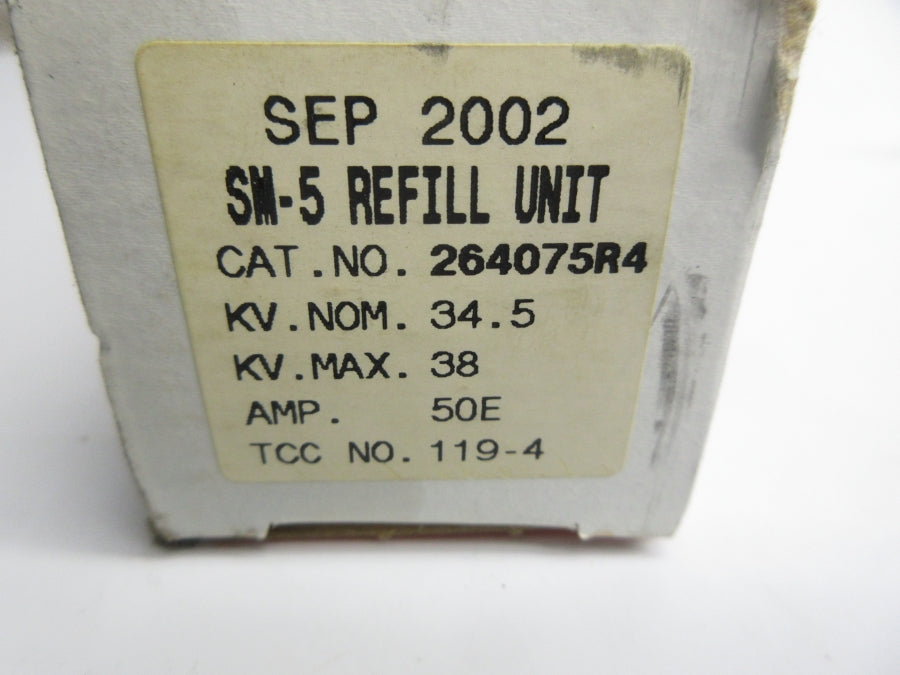 SEP 2002
SM-5 REFILL UNIT
CAT.NO. 264075R4
KV.NOM. 34.5
KV.MAX. 38
AMP. 50E
TCC NO. 119-4